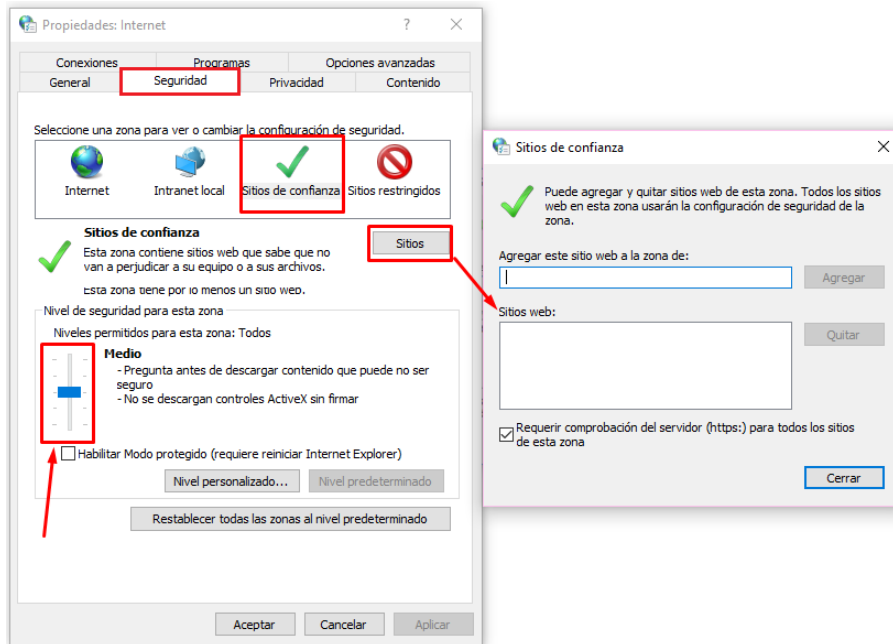 Propiedades: Internet
Conexiones Programas Opciones avanzadas
General Seguridad Privacidad Contenido
Seleccione una zona para ver o cambiar la configuración de seguridad.
Internet Intranet local Sitios de confianza Sitios restringidos
Sitios de confianza
Sitios
Esta zona contiene sitios web que sabe que no
van a perjudicar a su equipo o a sus archivos.
Esta zona tiene por lo menos un sitio web.
Nivel de seguridad para esta zona
Niveles permitidos para esta zona: Todos
Medio
- Pregunta antes de descargar contenido que puede no ser
seguro
- No se descargan controles ActiveX sin firmar
Habilitar Modo protegido (requiere reiniciar Internet Explorer)
Nivel personalizado... Nivel predeterminado
Restablecer todas las zonas al nivel predeterminado
Aceptar Cancelar Aplicar
Sitios de confianza
Puede agregar y quitar sitios web de esta zona. Todos los sitios
web en esta zona usarán la configuración de seguridad de la
zona.
Agregar este sitio web a la zona de:
Agregar
Sitios web:
Quitar
Requerir comprobación del servidor (https:) para todos los sitios
de esta zona
Cerrar